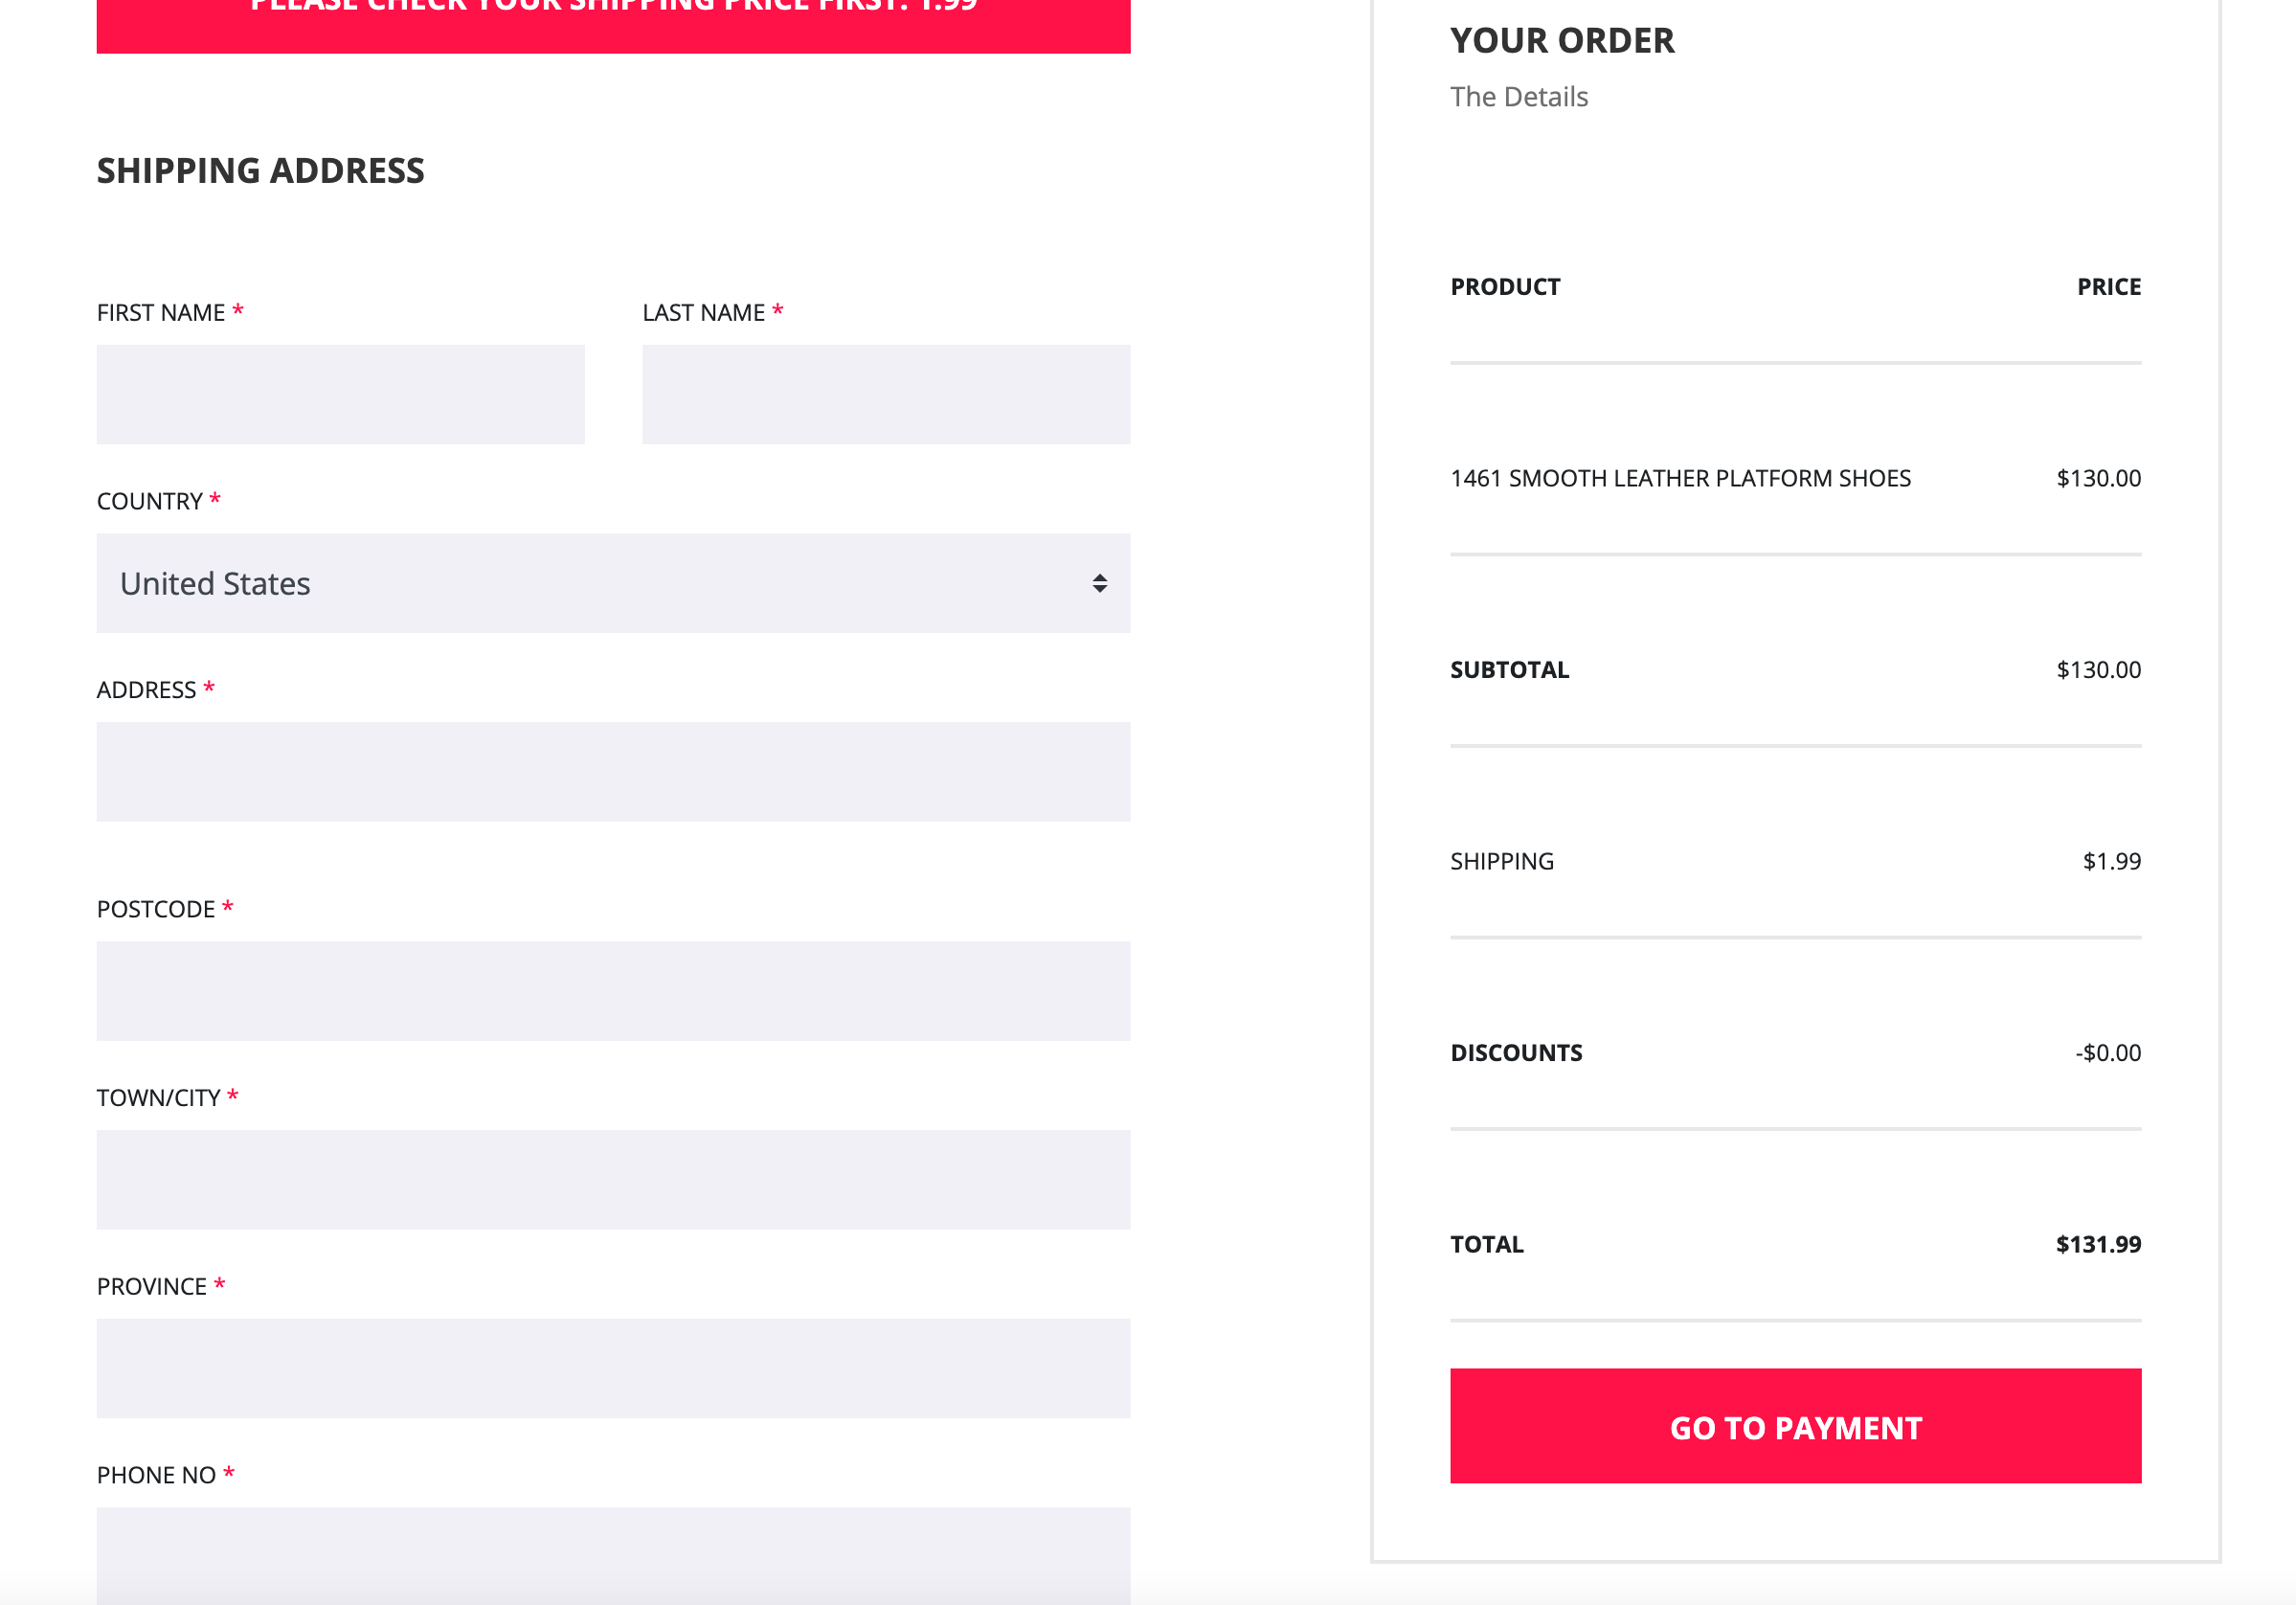 PLEASE CHECK YOUR SHIPPING PRICE FIRST: 1.99
SHIPPING ADDRESS
FIRST NAME *
LAST NAME *
COUNTRY *
United States
ADDRESS *
POSTCODE *
TOWN/CITY *
PROVINCE *
PHONE NO *
YOUR ORDER
The Details
PRODUCT PRICE
1461 SMOOTH LEATHER PLATFORM SHOES $130.00
SUBTOTAL $130.00
SHIPPING $1.99
DISCOUNTS -$0.00
TOTAL $131.99
GO TO PAYMENT